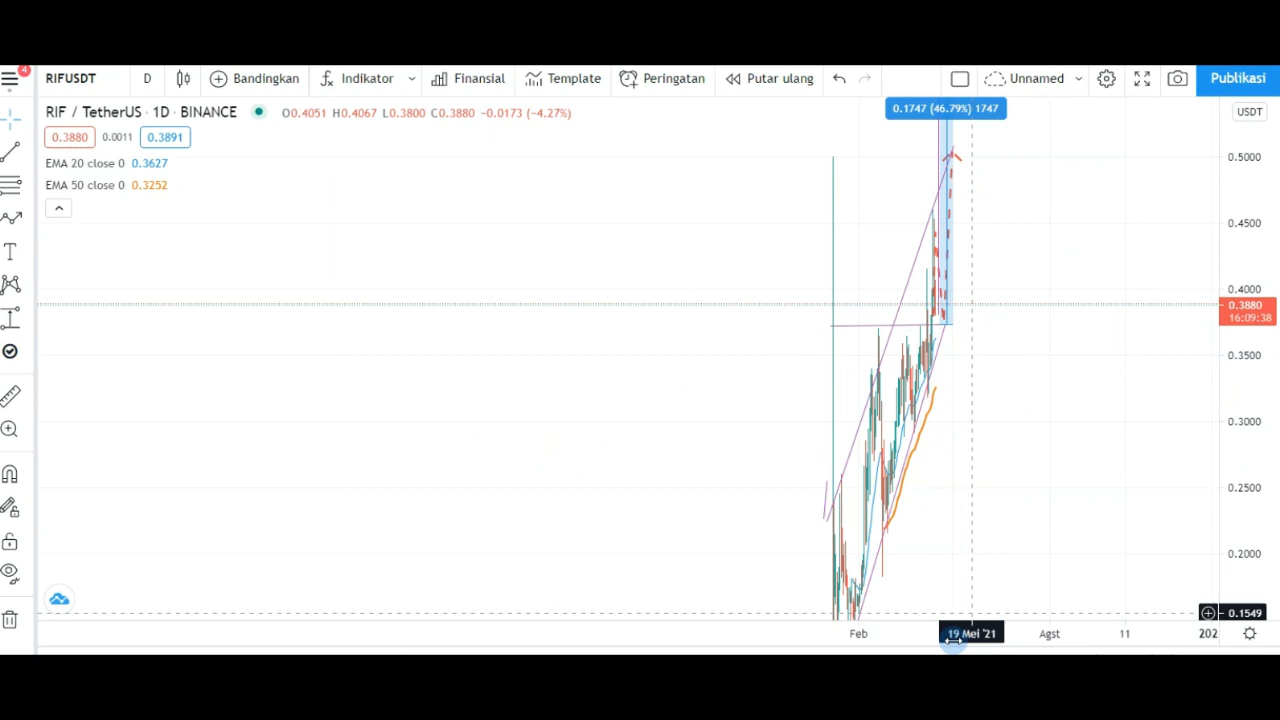 4
RIFUSDT D Bandingkan Indikator Finansial Template Peringatan Putar ulang Unnamed Publikasi
RIF / TetherUS · 1D · BINANCE O0.4051 H0.4067 L0.3800 C0.3880 −0.0173 (−4.27%)
0.1747 (46.79%) 1747
USDT
0.3880 0.0011 0.3891
EMA 20 close 0 0.3627
EMA 50 close 0 0.3252
0.5000
0.4500
0.4000
0.3880
16:09:38
0.3500
0.3000
0.2500
0.2000
0.1549
Feb 19 Mei '21 Agst 11 202